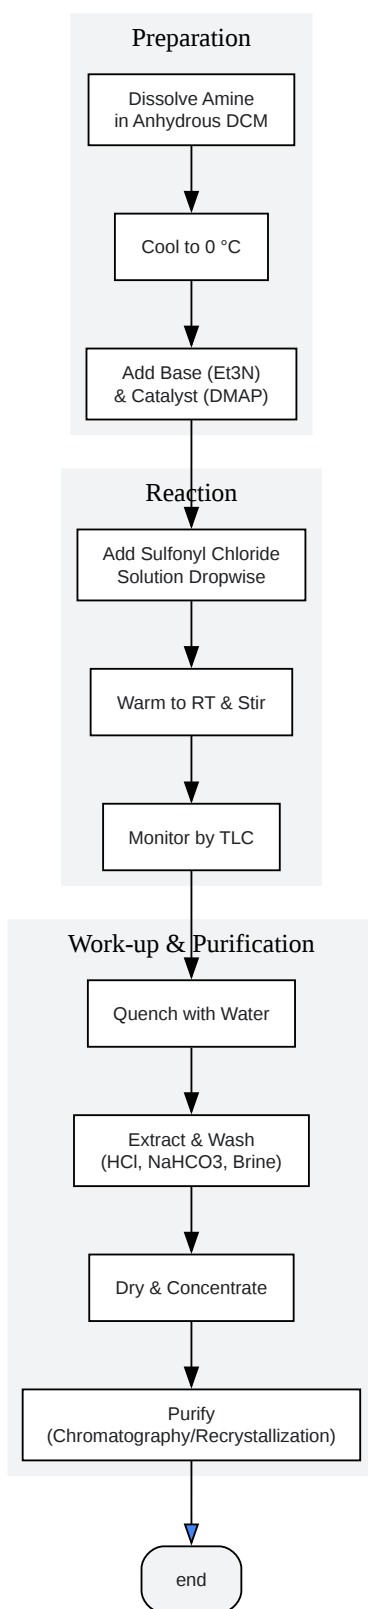 Preparation
Dissolve Amine
in Anhydrous DCM
Cool to 0 °C
Add Base (Et3N)
& Catalyst (DMAP)
Reaction
Add Sulfonyl Chloride
Solution Dropwise
Warm to RT & Stir
Monitor by TLC
Work-up & Purification
Quench with Water
Extract & Wash
(HCl, NaHCO3, Brine)
Dry & Concentrate
Purify
(Chromatography/Recrystallization)
end